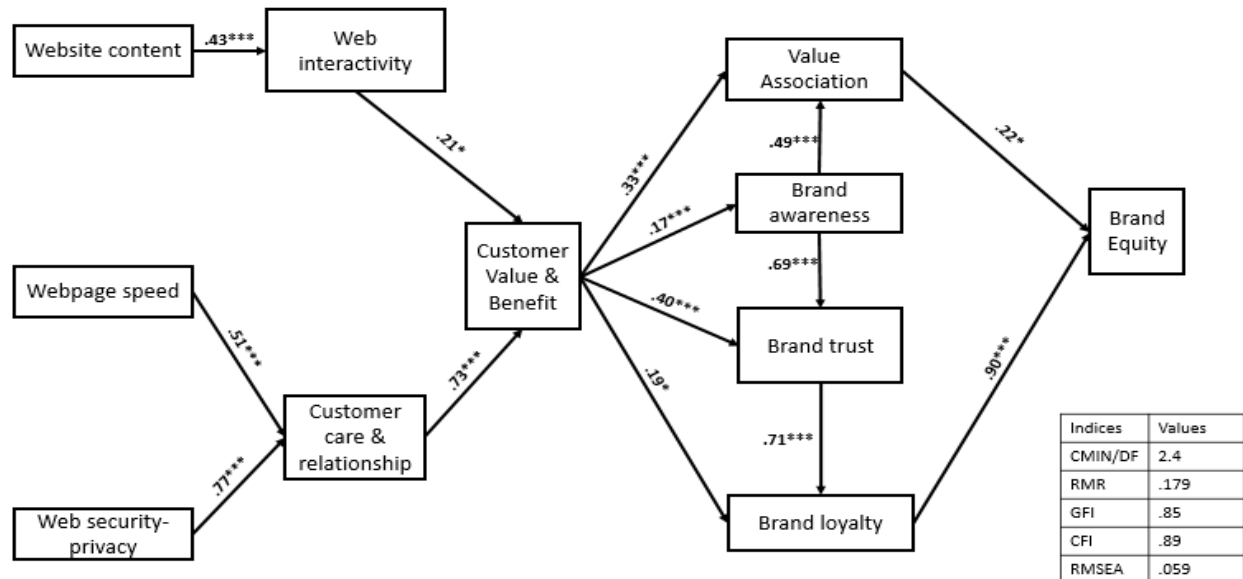 Website content
.43***
Web
interactivity
Value
Association
.21*
.22*
.33***
.49***
Brand
awareness
.17***
Brand
Equity
Customer
Value &
Benefit
.69***
Webpage speed
.40***
Brand trust
.51***
.73***
.19*
.90***
Customer
care &
relationship
.71***
.77***
Web security-
privacy
Brand loyalty
Indices Values
CMIN/DF 2.4
RMR .179
GFI .85
CFI .89
RMSEA .059